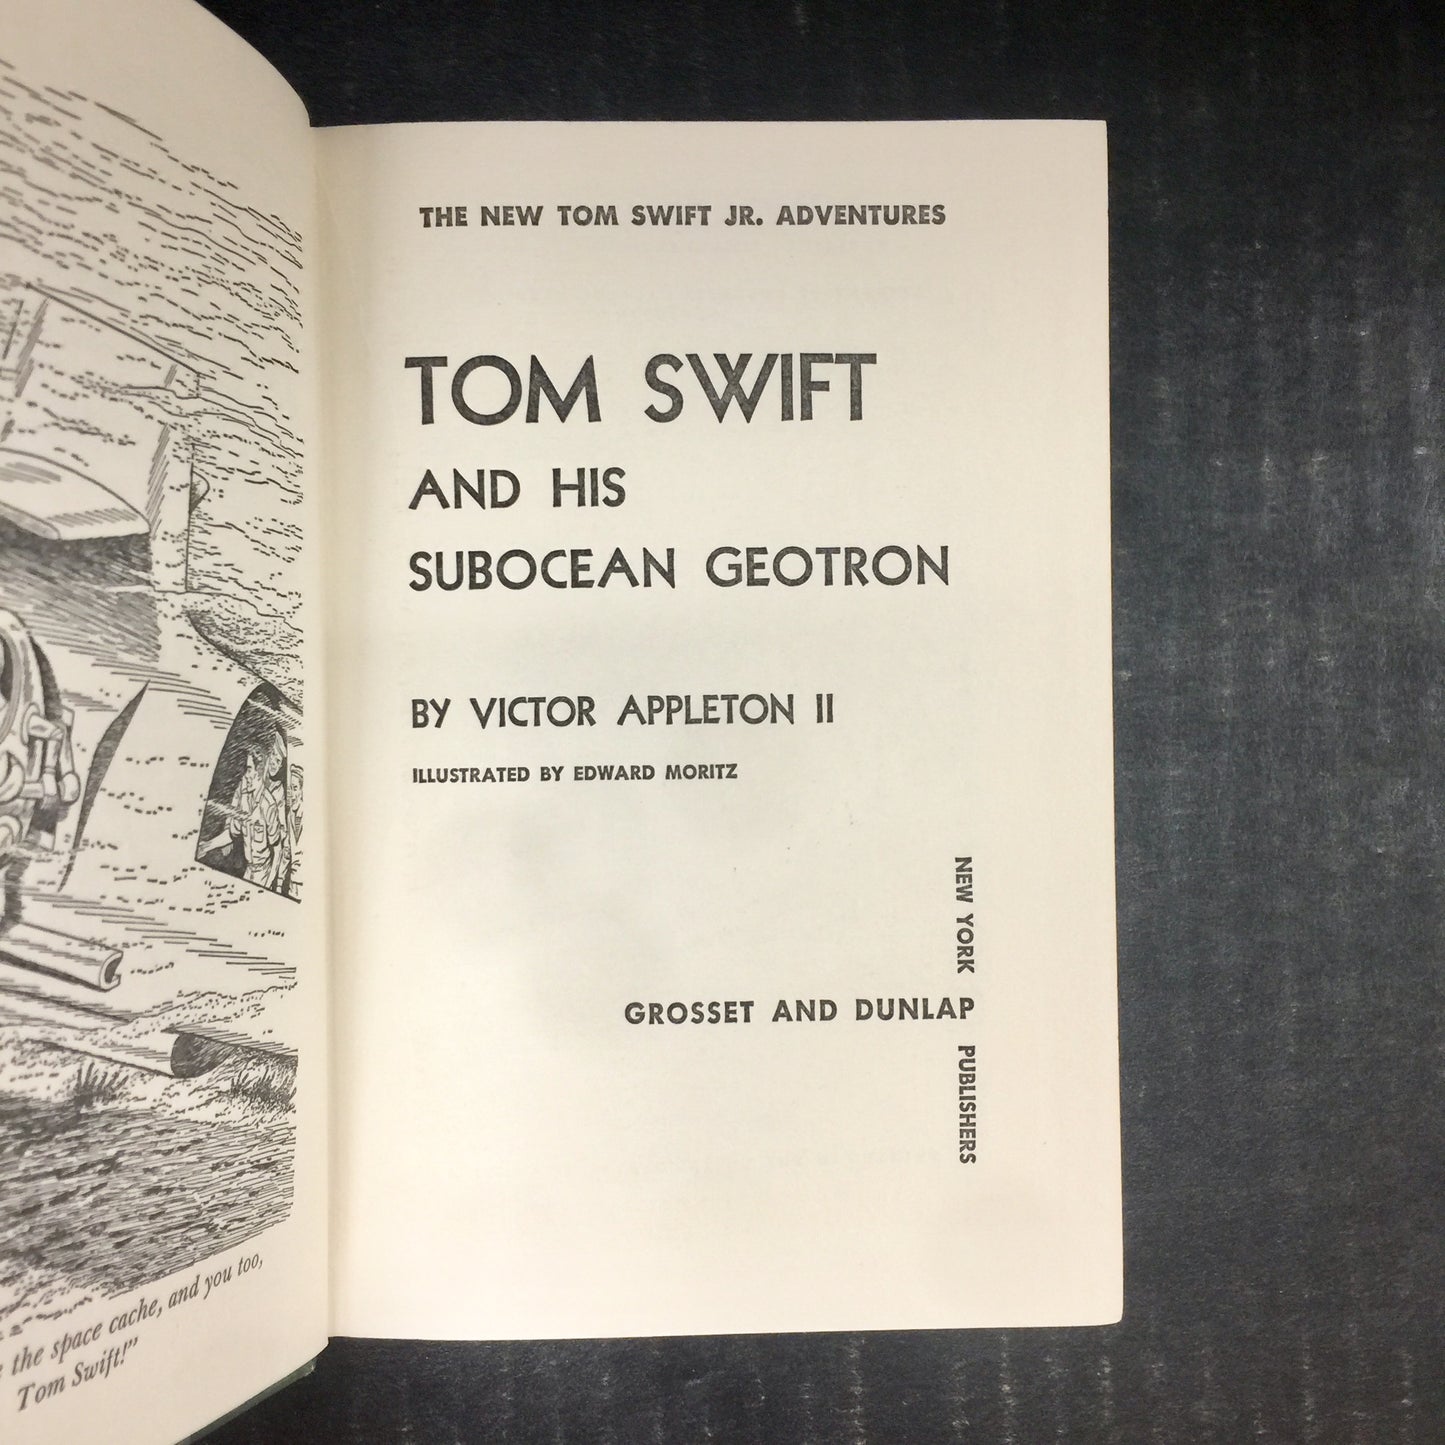 THE NEW TOM SWIFT JR. ADVENTURES
TOM SWIFT
AND HIS
SUBOCEAN GEOTRON
BY VICTOR APPLETON II
ILLUSTRATED BY EDWARD MORITZ
NEW YORK
GROSSET AND DUNLAP
PUBLISHERS
the space cache, and you too,
Tom Swift!"